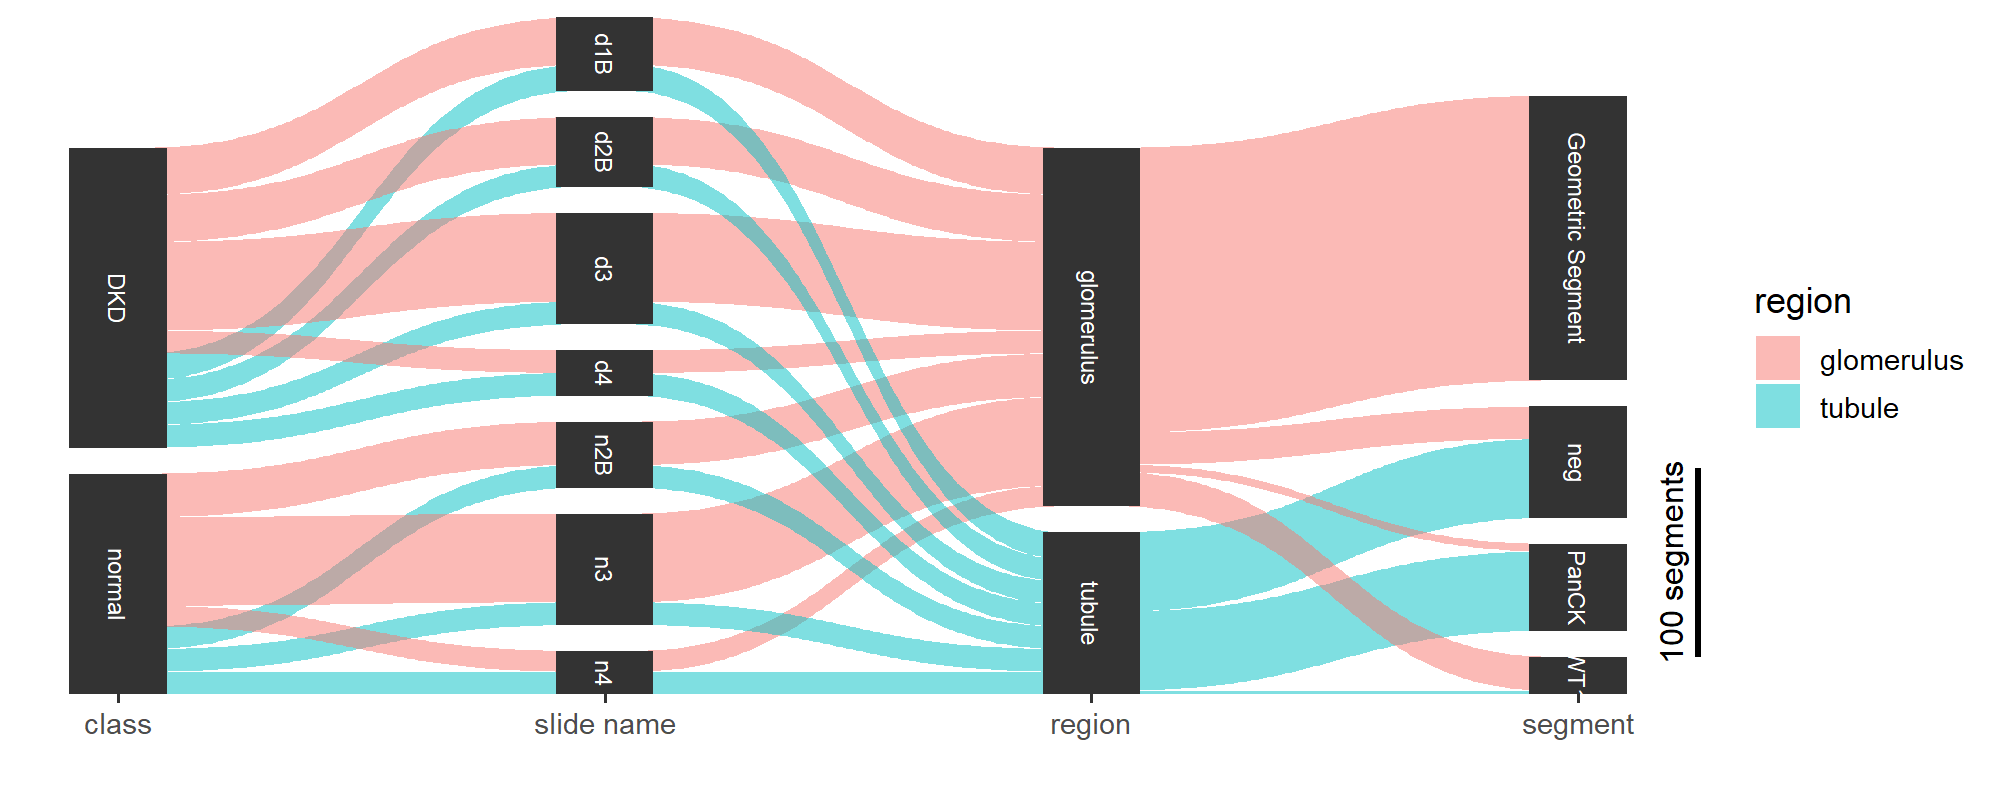 DKD
normal
d1B
d2B
d3
d4
n2B
n3
n4
glomerulus
tubule
Geometric Segment
neg
PanCK
WT
100 segments
region
glomerulus
tubule
class
slide name
region
segment